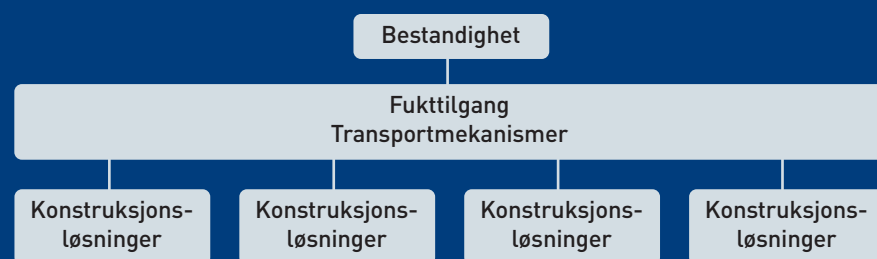 Bestandighet
Fukttilgang
Transportmekanismer
Konstruksjons-
løsninger
Konstruksjons-
løsninger
Konstruksjons-
løsninger
Konstruksjons-
løsninger